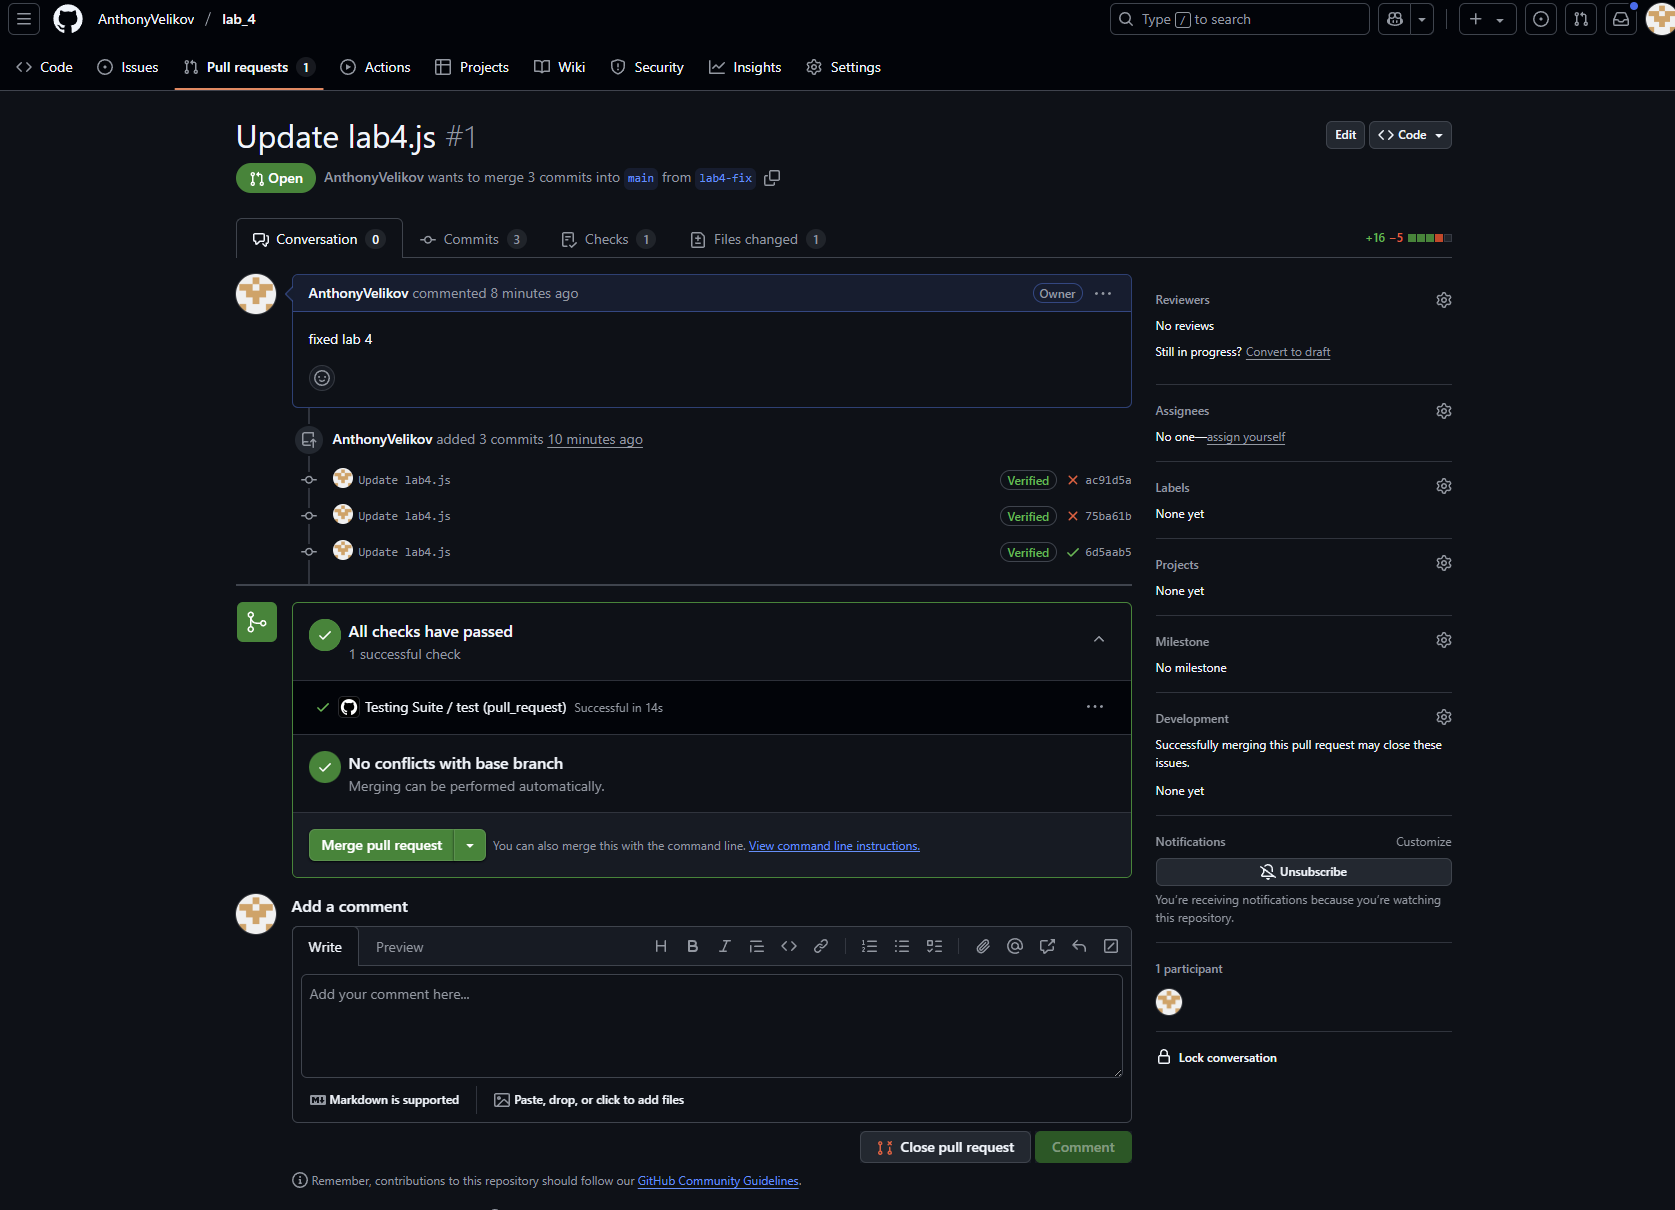 AnthonyVelikov / lab_4
Type / to search
Code
Issues
Pull requests 1
Actions
Projects
Wiki
Security
Insights
Settings
Update lab4.js #1
Edit
Code
Open
AnthonyVelikov wants to merge 3 commits into main from lab4-fix
Conversation 0
Commits 3
Checks 1
Files changed 1
+16 −5
AnthonyVelikov commented 8 minutes ago
Owner
fixed lab 4
AnthonyVelikov added 3 commits 10 minutes ago
Update lab4.js Verified ac91d5a
Update lab4.js Verified 75ba61b
Update lab4.js Verified 6d5aab5
All checks have passed
1 successful check
Testing Suite / test (pull_request) Successful in 14s
No conflicts with base branch
Merging can be performed automatically.
Merge pull request
You can also merge this with the command line. View command line instructions.
Add a comment
Write
Preview
Add your comment here...
Markdown is supported
Paste, drop, or click to add files
Close pull request
Comment
Remember, contributions to this repository should follow our GitHub Community Guidelines.
Reviewers
No reviews
Still in progress? Convert to draft
Assignees
No one—assign yourself
Labels
None yet
Projects
None yet
Milestone
No milestone
Development
Successfully merging this pull request may close these
issues.
None yet
Notifications
Customize
Unsubscribe
You're receiving notifications because you're watching
this repository.
1 participant
Lock conversation